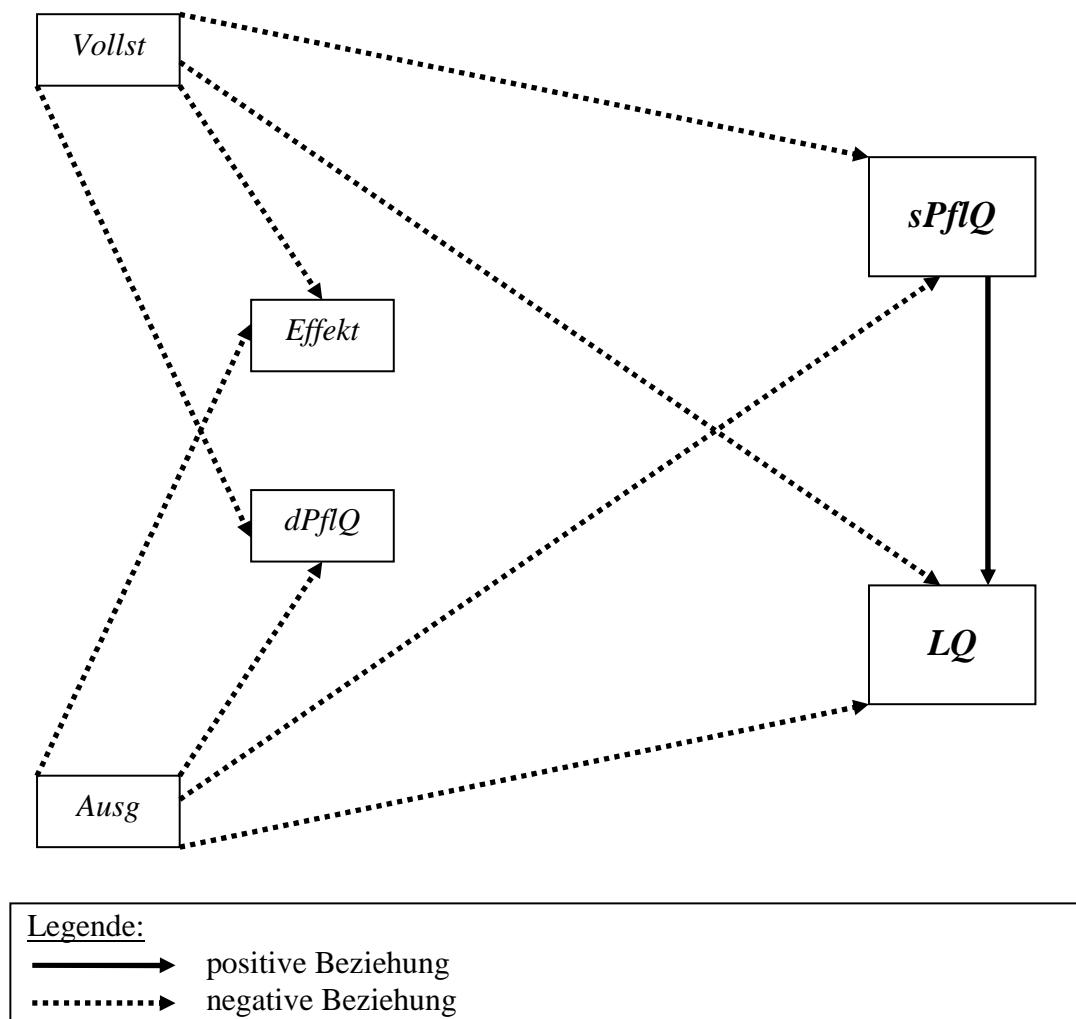 Vollst
sPflQ
Effekt
dPflQ
LQ
Ausg
Legende:
positive Beziehung
negative Beziehung